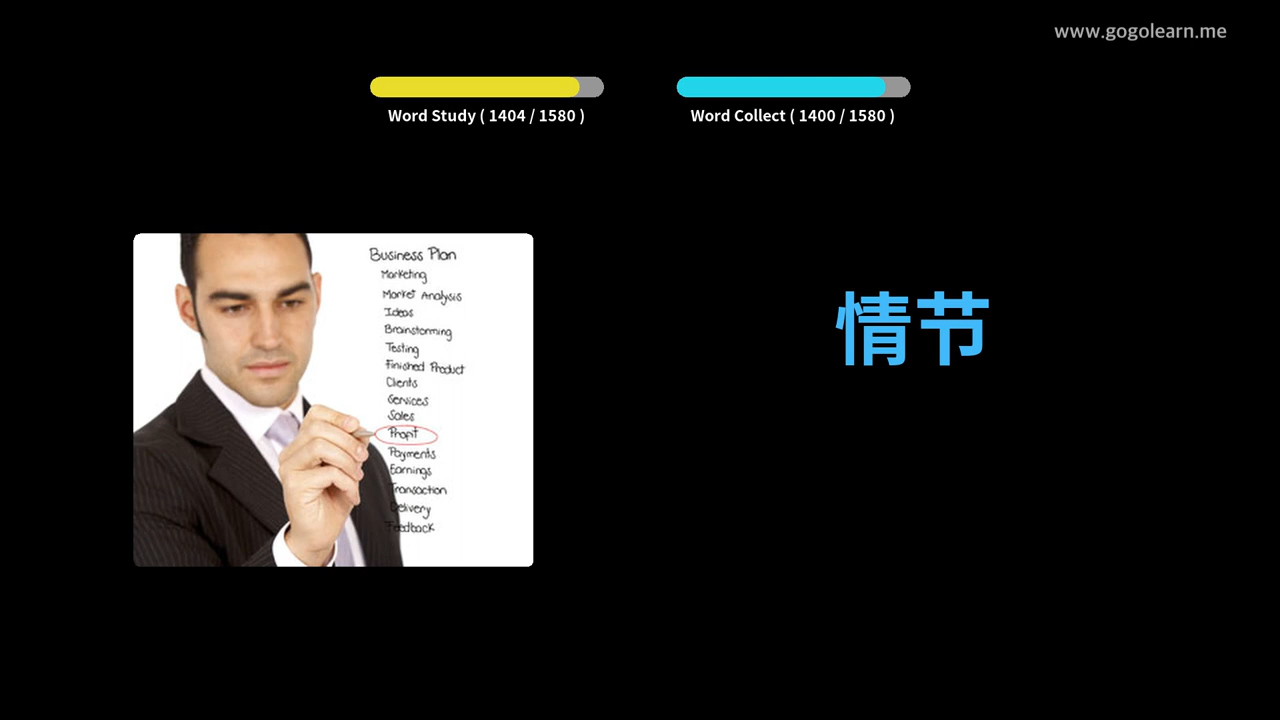 www.gogolearn.me
Word Study ( 1404 / 1580 )
Word Collect ( 1400 / 1580 )
Business Plan
Marketing
Market Analysis
Ideas
Brainstorming
Testing
Finished Product
Clients
Services
Sales
Profit
Payments
Earnings
Transaction
Delivery
Feedback
情节